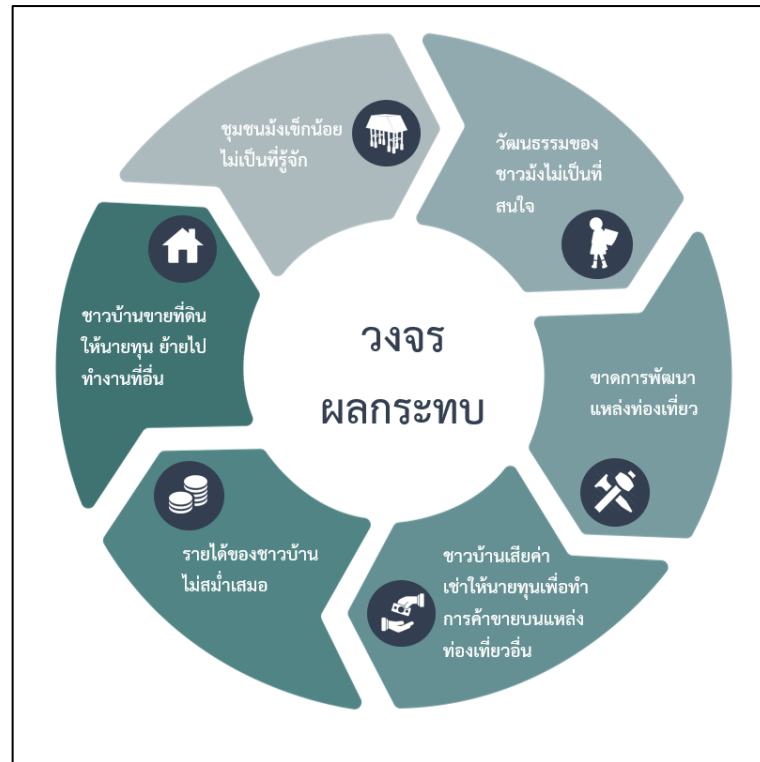 วงจร
ผลกระทบ
ชุมชนม้งเข็กน้อย
ไม่เป็นที่รู้จัก
วัฒนธรรมของ
ชาวม้งไม่เป็นที่
สนใจ
ขาดการพัฒนา
แหล่งท่องเที่ยว
ชาวบ้านเสียค่า
เช่าให้นายทุนเพื่อทำ
การค้าขายบนแหล่ง
ท่องเที่ยวอื่น
รายได้ของชาวบ้าน
ไม่สม่ำเสมอ
ชาวบ้านขายที่ดิน
ให้นายทุน ย้ายไป
ทำงานที่อื่น